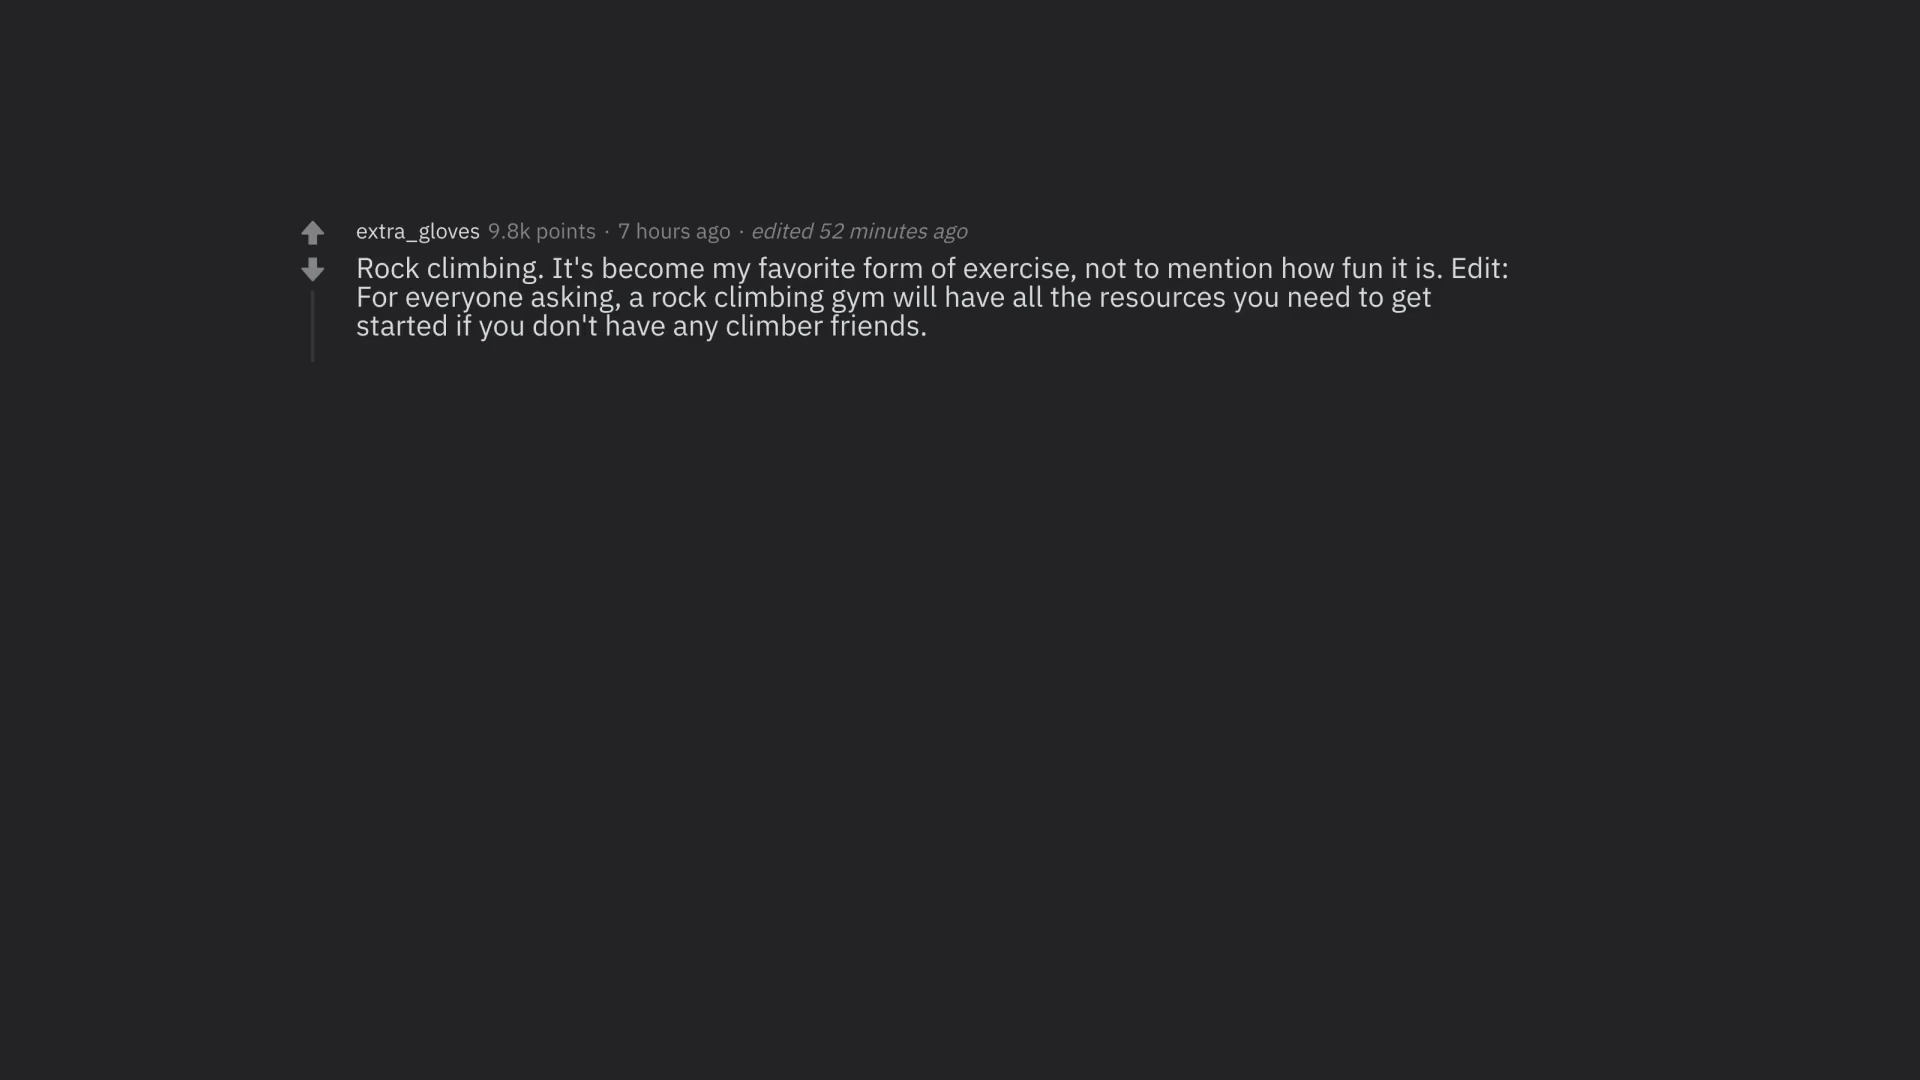 extra_gloves 9.8k points · 7 hours ago · edited 52 minutes ago
Rock climbing. It's become my favorite form of exercise, not to mention how fun it is. Edit:
For everyone asking, a rock climbing gym will have all the resources you need to get
started if you don't have any climber friends.